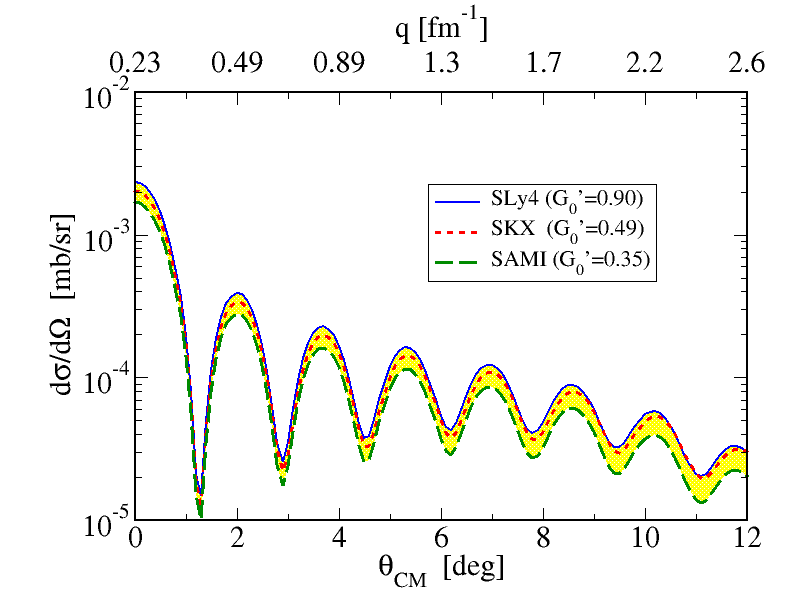 q [fm-1]
0.23 0.49 0.89 1.3 1.7 2.2 2.6
10-2
10-3
10-4
10-5
dσ/dΩ [mb/sr]
SLy4 (G0'=0.90)
SKX (G0'=0.49)
SAMI (G0'=0.35)
0 2 4 6 8 10 12
θCM [deg]